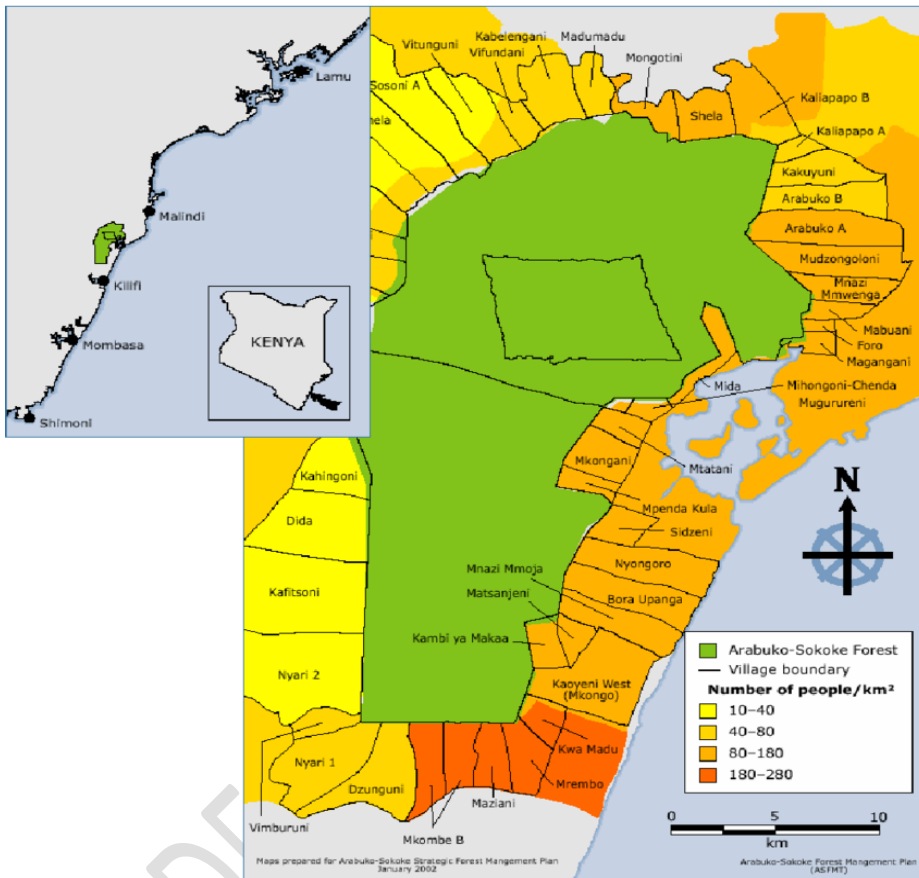 Lamu
Malindi
Kilifi
Mombasa
Shimoni
KENYA
Vitunguni
Kabelengani
Vifundani
Madumadu
Mongotini
Sosoni A
Shela
Kaliapapo B
Kaliapapo A
Kakuyuni
Arabuko B
Arabuko A
Mudzongoloni
Mnazi
Mmwenga
Mabuani
Foro
Magangani
Mida
Mihongoni-Chenda
Mugurureni
Mkongani
Mtatani
Mpenda Kula
Sidzeni
Nyongoro
Mnazi Mmoja
Bora Upanga
Matsanjeni
Kambi ya Makaa
Kaoyeni West
(Mkongo)
Kahingoni
Dida
Kafitsoni
Nyari 2
Nyari 1
Dzunguni
Vimburuni
Mkombe B
Maziani
Mrembo
Kwa Madu
N
Arabuko-Sokoke Forest
Village boundary
Number of people/km²
10–40
40–80
80–180
180–280
0 5 10
km
Maps prepared for Arabuko-Sokoke Strategic Forest Mangement Plan
January 2002
Arabuko-Sokoke Forest Mangement Plan
(ASFMT)